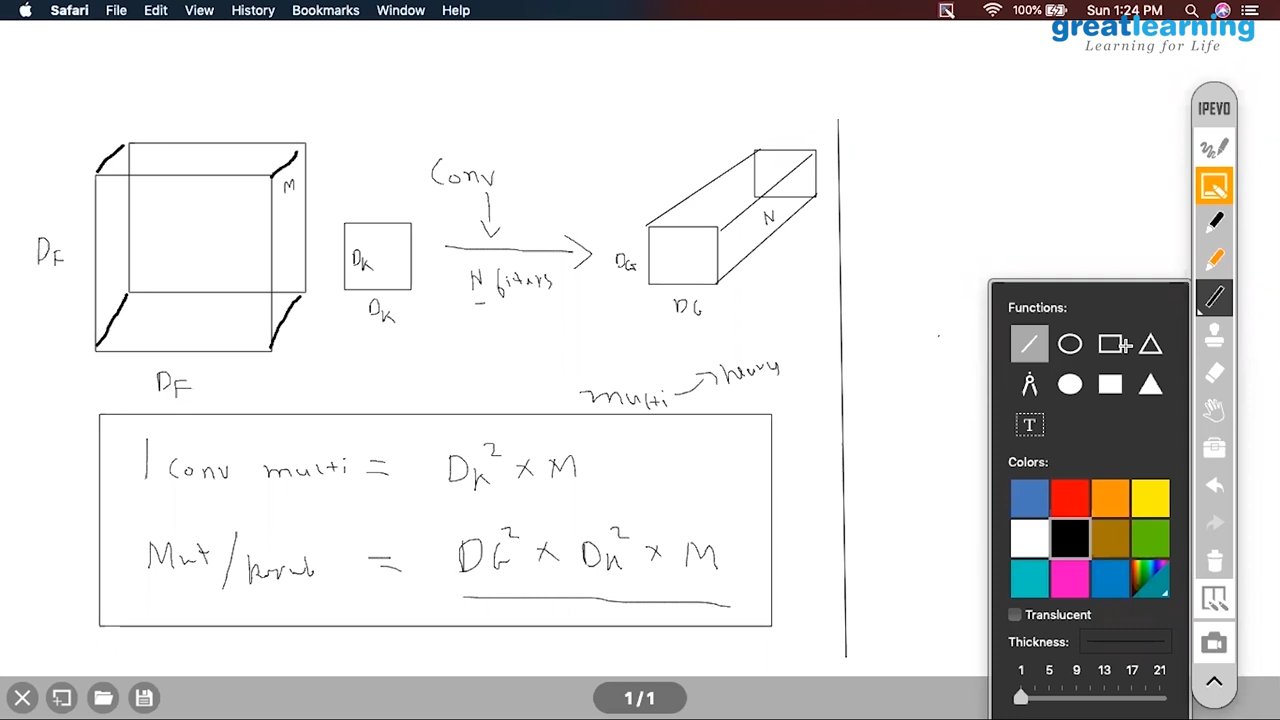 Safari File Edit View History Bookmarks Window Help 100% Sun 1:24 PM
greatlearning
Learning for Life
IPEVO
Conv
M
N
DF
DK
DG
N filters
DK
DG
Functions:
DF
multi → heavy
T
1 Conv multi = DK² × M
Colors:
Mult/ = DG² × DK² × M
Translucent
Thickness:
1 5 9 13 17 21
1/1